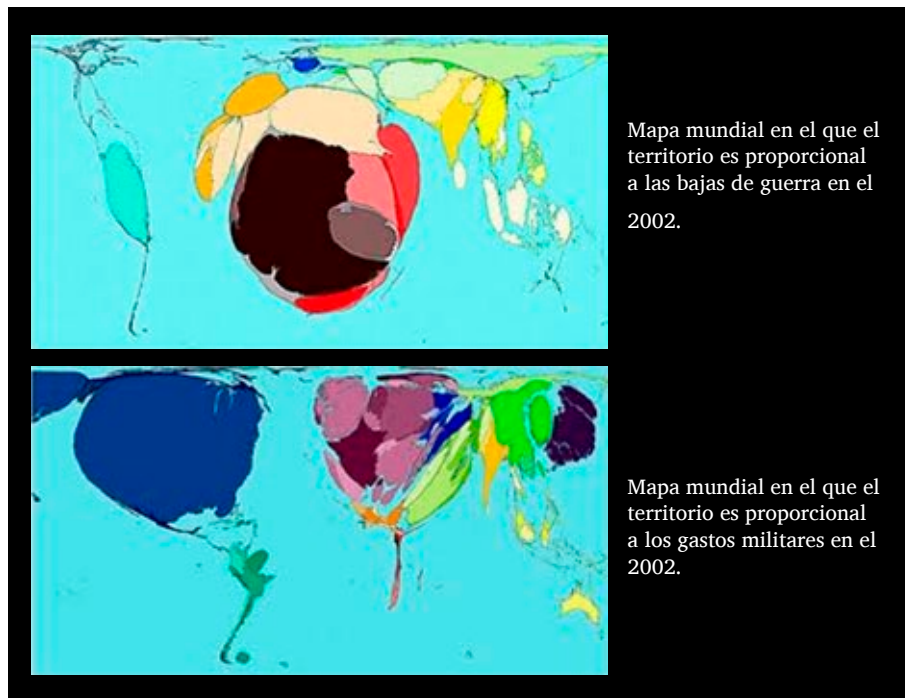 Mapa mundial en el que el
territorio es proporcional
a las bajas de guerra en el
2002.
Mapa mundial en el que el
territorio es proporcional
a los gastos militares en el
2002.